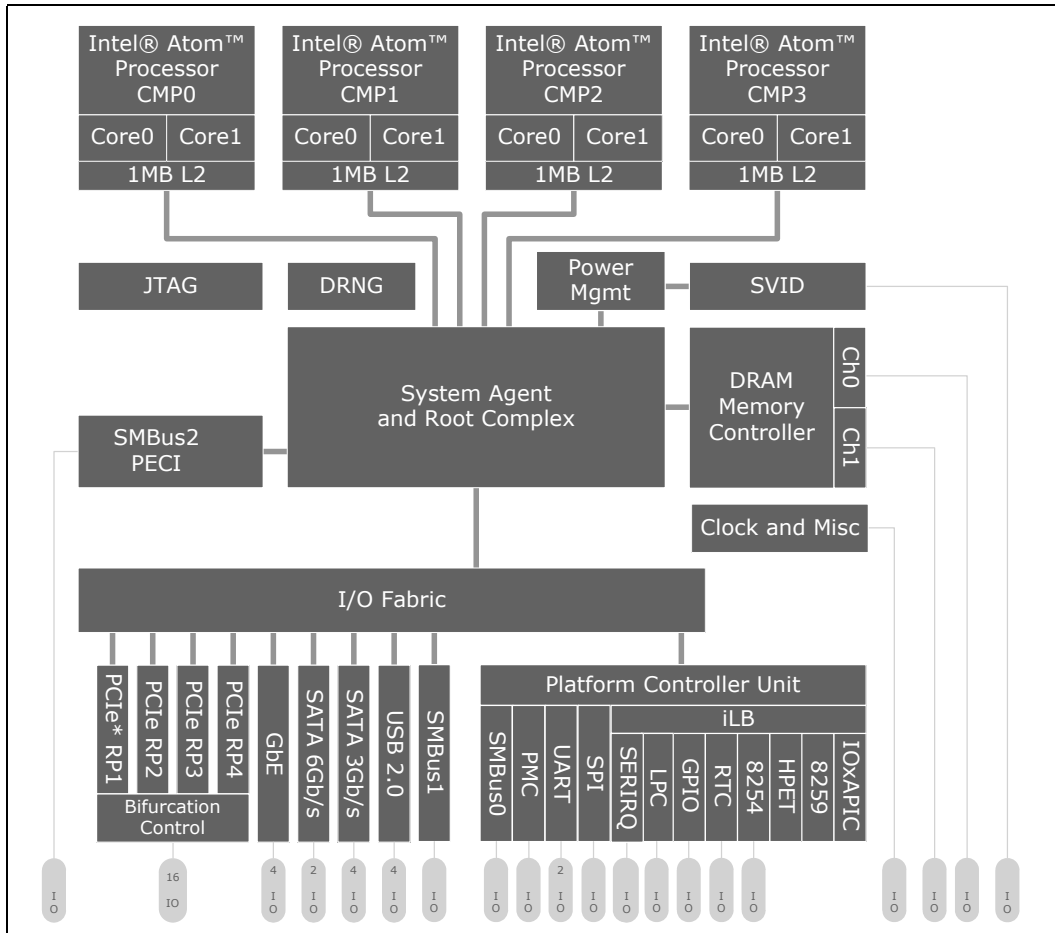 Intel® Atom™
Processor
CMP0
Core0
Core1
1MB L2
Intel® Atom™
Processor
CMP1
Core0
Core1
1MB L2
Intel® Atom™
Processor
CMP2
Core0
Core1
1MB L2
Intel® Atom™
Processor
CMP3
Core0
Core1
1MB L2
JTAG
DRNG
Power
Mgmt
SVID
System Agent
and Root Complex
DRAM
Memory
Controller
Ch0
Ch1
SMBus2
PECI
Clock and Misc
I/O Fabric
PCIe* RP1
PCIe RP2
PCIe RP3
PCIe RP4
Bifurcation
Control
GbE
SATA 6Gb/s
SATA 3Gb/s
USB 2.0
SMBus1
Platform Controller Unit
SMBus0
PMC
UART
SPI
iLB
SERIRQ
LPC
GPIO
RTC
8254
HPET
8259
IOxAPIC
IO
16
IO
4
IO
2
IO
4
IO
4
IO
IO
IO
IO
2
IO
IO
IO
IO
IO
IO
IO
IO
IO
IO
IO